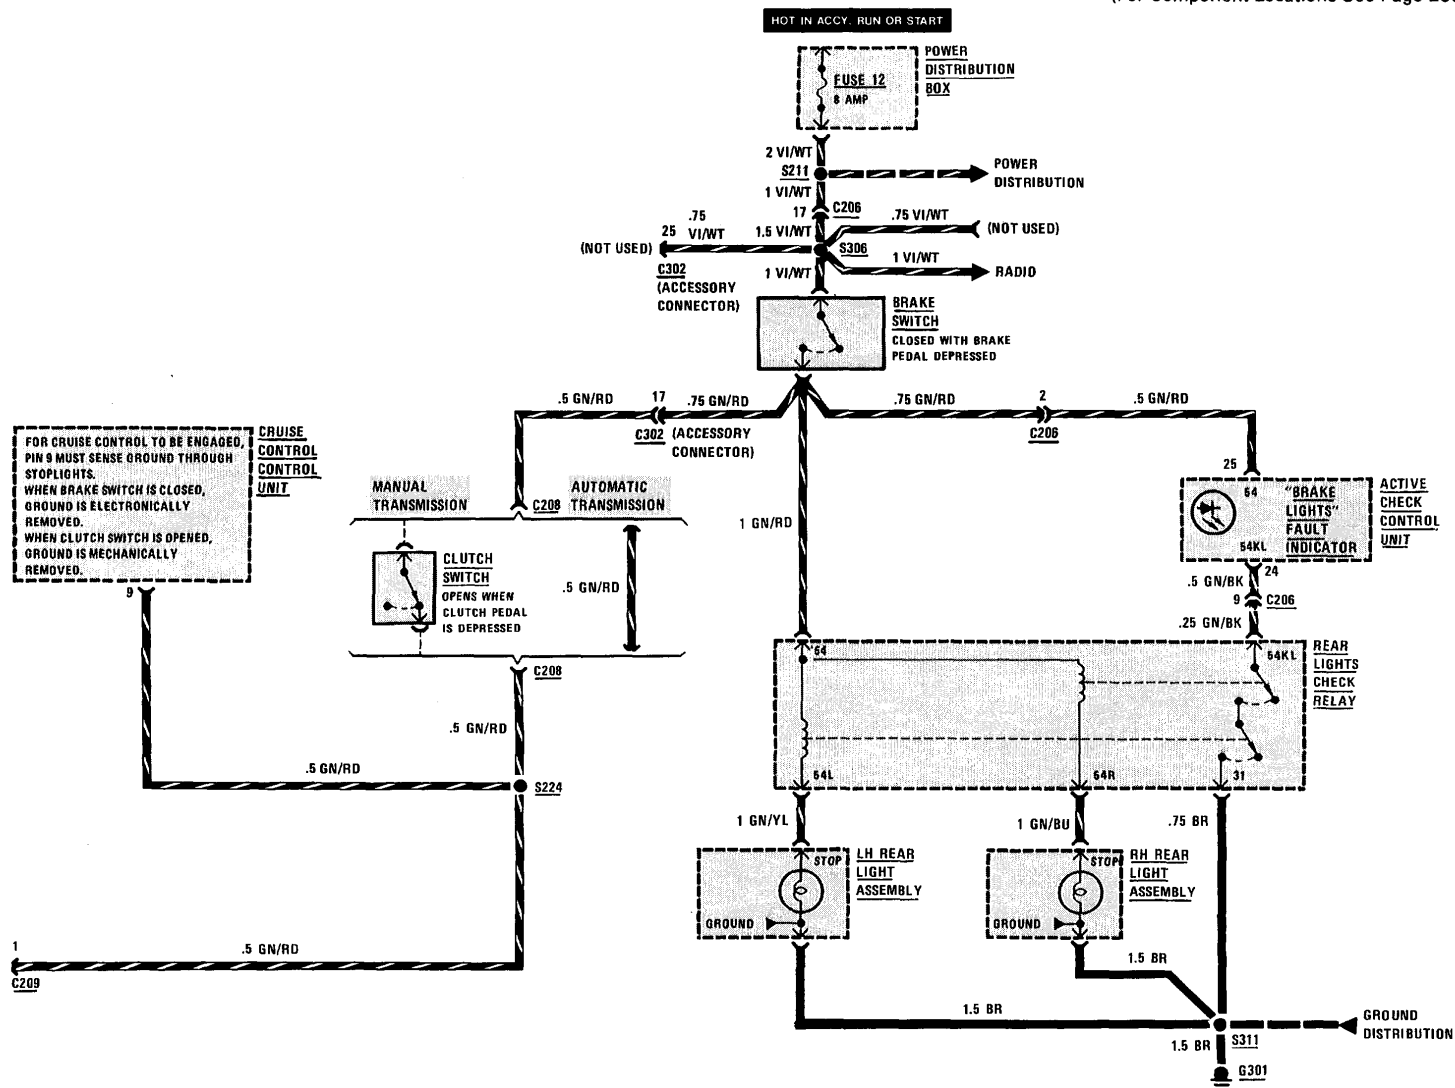 (For Component Locations See Page
HOT IN ACCY. RUN OR START
POWER
DISTRIBUTION
BOX
FUSE 12
8 AMP
2 VI/WT
S211
POWER
DISTRIBUTION
1 VI/WT
17
C206
.75 VI/WT
(NOT USED)
1.5 VI/WT
S306
.75
VI/WT
25
(NOT USED)
C302
(ACCESSORY
CONNECTOR)
1 VI/WT
RADIO
1 VI/WT
BRAKE
SWITCH
CLOSED WITH BRAKE
PEDAL DEPRESSED
.5 GN/RD
17
.75 GN/RD
C302
(ACCESSORY
CONNECTOR)
.75 GN/RD
2
.5 GN/RD
C206
CRUISE
CONTROL
CONTROL
UNIT
FOR CRUISE CONTROL TO BE ENGAGED,
PIN 9 MUST SENSE GROUND THROUGH
STOPLIGHTS.
WHEN BRAKE SWITCH IS CLOSED,
GROUND IS ELECTRONICALLY
REMOVED.
WHEN CLUTCH SWITCH IS OPENED,
GROUND IS MECHANICALLY
REMOVED.
9
MANUAL
TRANSMISSION
C208
AUTOMATIC
TRANSMISSION
CLUTCH
SWITCH
OPENS WHEN
CLUTCH PEDAL
IS DEPRESSED
.5 GN/RD
C208
1 GN/RD
25
54
"BRAKE
LIGHTS"
FAULT
INDICATOR
54KL
ACTIVE
CHECK
CONTROL
UNIT
24
.5 GN/BK
9
C206
.25 GN/BK
54
54KL
REAR
LIGHTS
CHECK
RELAY
54L
54R
31
.5 GN/RD
.5 GN/RD
S224
1 GN/YL
1 GN/BU
.75 BR
STOP
LH REAR
LIGHT
ASSEMBLY
GROUND
STOP
RH REAR
LIGHT
ASSEMBLY
GROUND
1
.5 GN/RD
C209
1.5 BR
1.5 BR
1.5 BR
S311
GROUND
DISTRIBUTION
G301